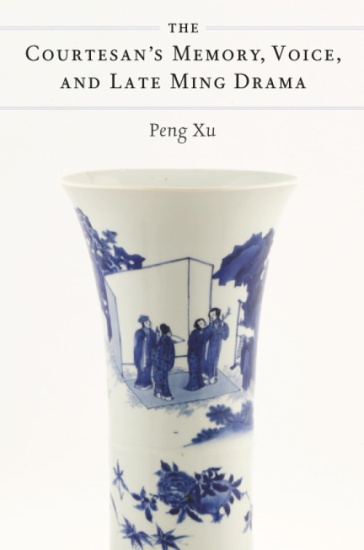 THE
COURTESAN'S MEMORY, VOICE,
AND LATE MING DRAMA
Peng Xu